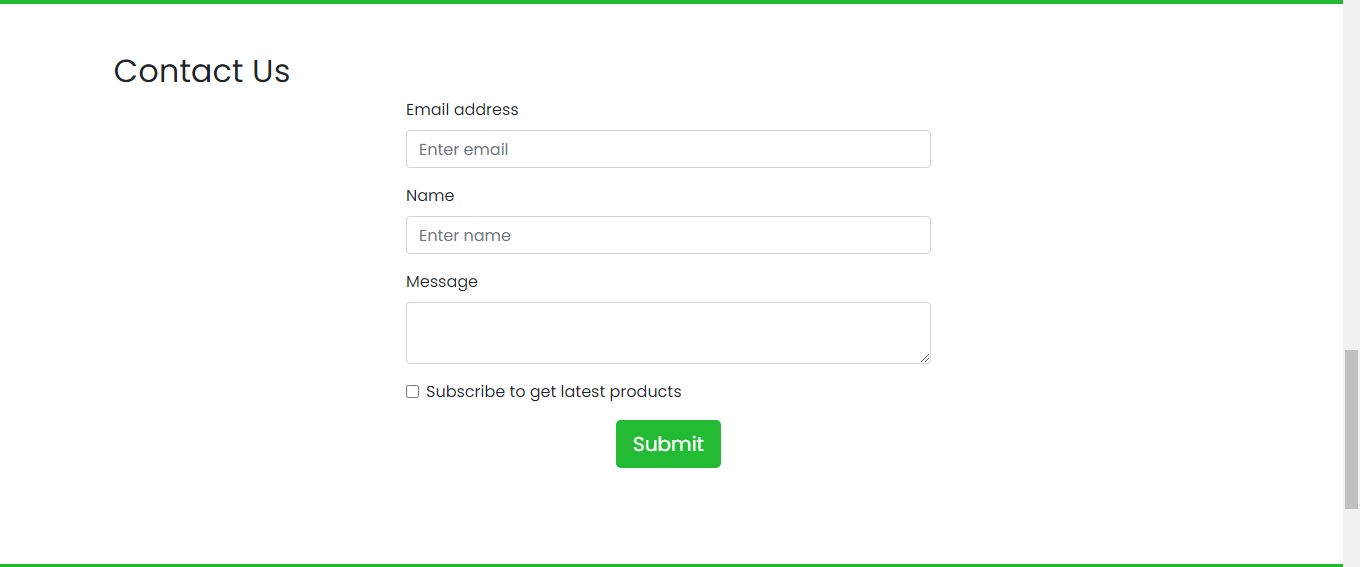 Contact Us
Email address
Enter email
Name
Enter name
Message
Subscribe to get latest products
Submit